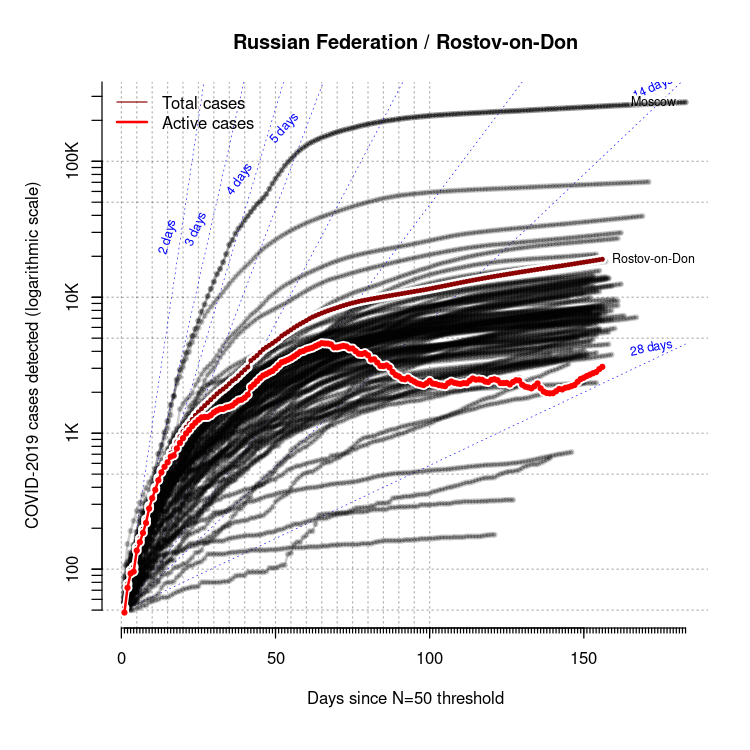 Russian Federation / Rostov-on-Don
Total cases
Active cases
2 days
3 days
4 days
5 days
14 days
Moscow
Rostov-on-Don
28 days
COVID-2019 cases detected (logarithmic scale)
100K
10K
1K
100
0 50 100 150
Days since N=50 threshold